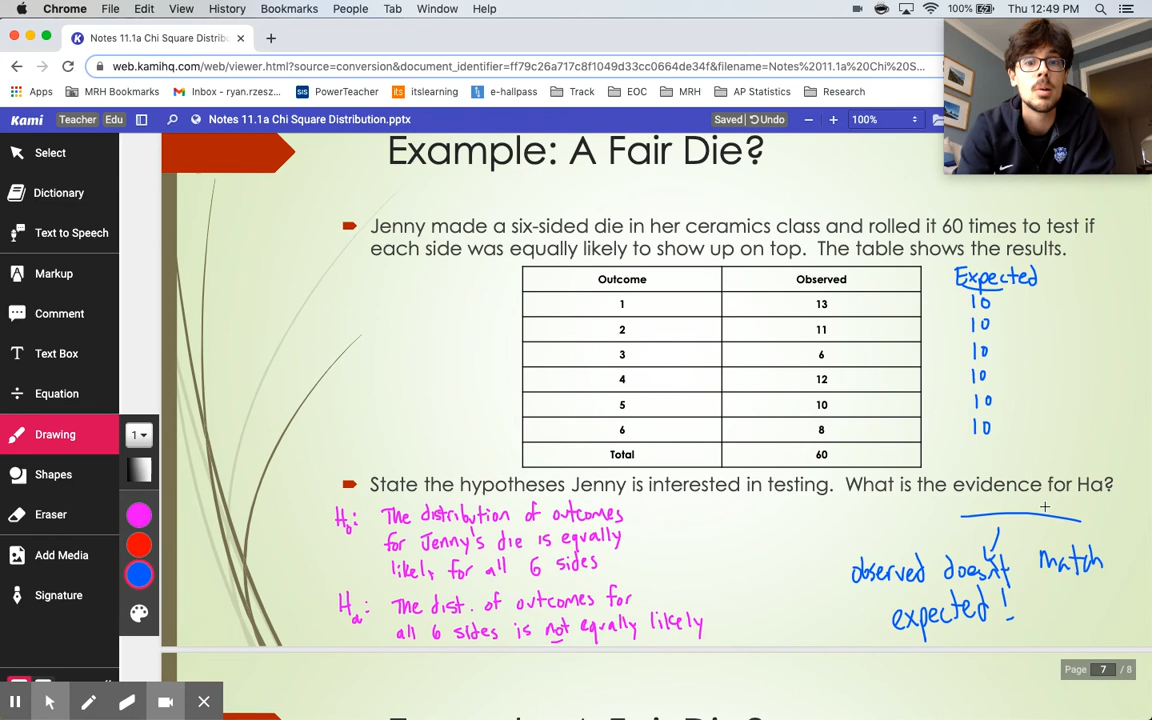 Chrome File Edit View History Bookmarks People Tab Window Help 100% Thu 12:49 PM
Notes 11.1a Chi Square Distribu
web.kamihq.com/web/viewer.html?source=conversion&document_identifier=ff79c26a717c8f1049d33cc0664de34f&filename=Notes%2011.1a%20Chi%20S...
Apps MRH Bookmarks Inbox - ryan.rzesz... SIS PowerTeacher its itslearning e-hallpass Track EOC MRH AP Statistics Research
Kami Teacher Edu Notes 11.1a Chi Square Distribution.pptx Saved Undo 100%
Select
Dictionary
Text to Speech
Markup
Comment
Text Box
Equation
Drawing
1
Shapes
Eraser
Add Media
Signature
Example: A Fair Die?
Jenny made a six-sided die in her ceramics class and rolled it 60 times to test if
each side was equally likely to show up on top. The table shows the results.
Outcome Observed Expected
1 13 10
2 11 10
3 6 10
4 12 10
5 10 10
6 8 10
Total 60
State the hypotheses Jenny is interested in testing. What is the evidence for Ha?
H0: The distribution of outcomes
for Jenny's die is equally
likely for all 6 sides
Ha: The dist. of outcomes for
all 6 sides is not equally likely
observed doesn't match
expected!
Page 7 / 8